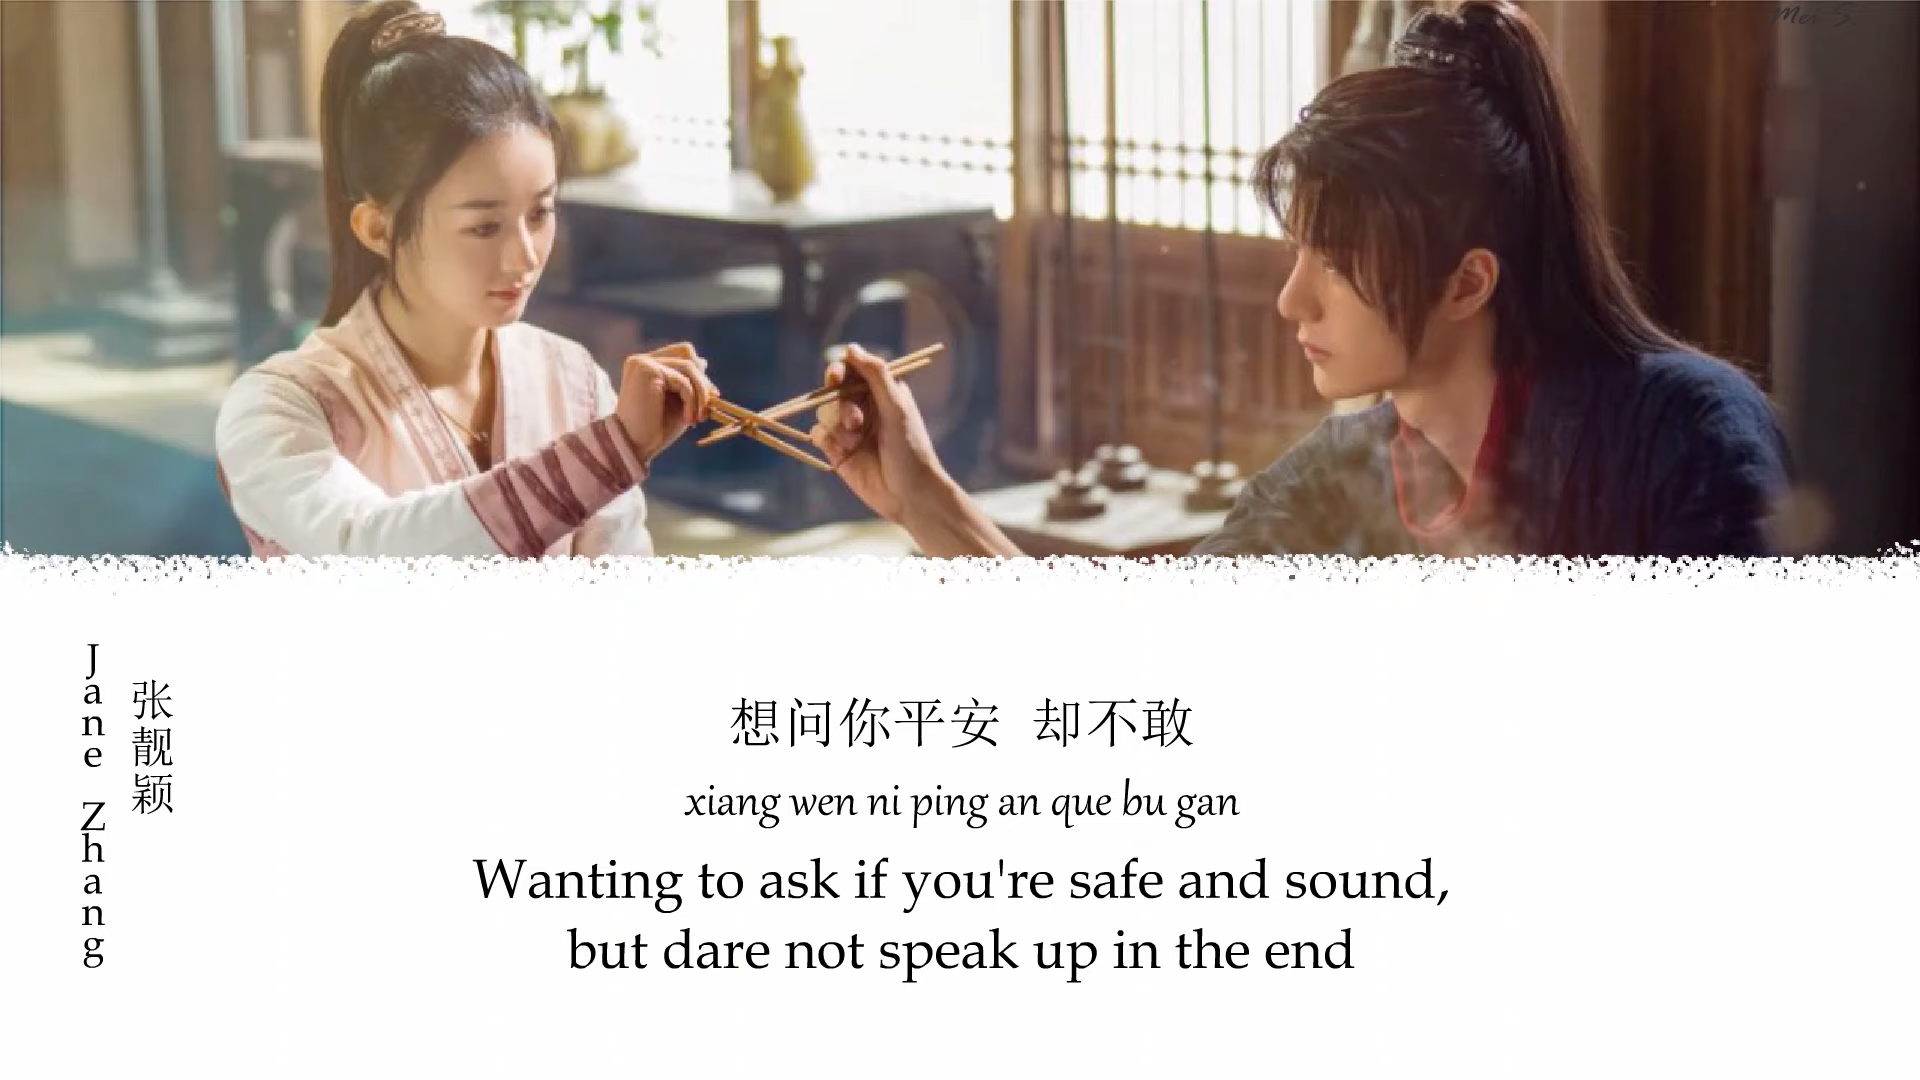 Mei S.
Jane Zhang
张靓颖
想问你平安 却不敢
xiang wen ni ping an que bu gan
Wanting to ask if you're safe and sound,
but dare not speak up in the end